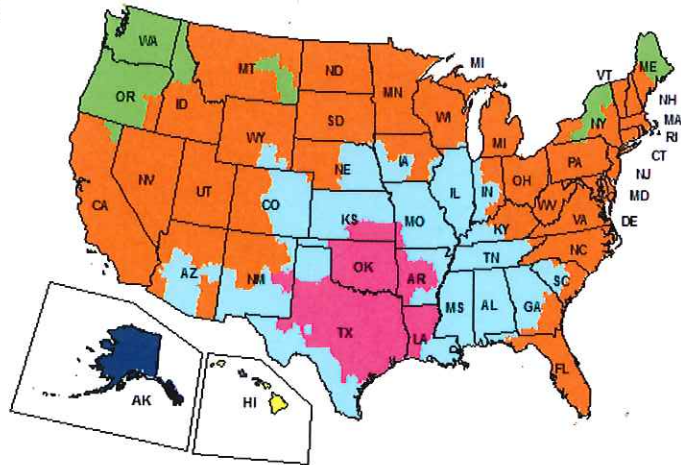 WA
MT
ND
MN
MI
VT
ME
OR
ID
WY
SD
WI
MI
NY
NH
MA
RI
CT
NJ
MD
DE
NV
UT
CO
NE
IA
IL
IN
OH
PA
CA
KS
MO
KY
WV
VA
AZ
NM
OK
AR
TN
NC
SC
TX
LA
MS
AL
GA
FL
AK
HI